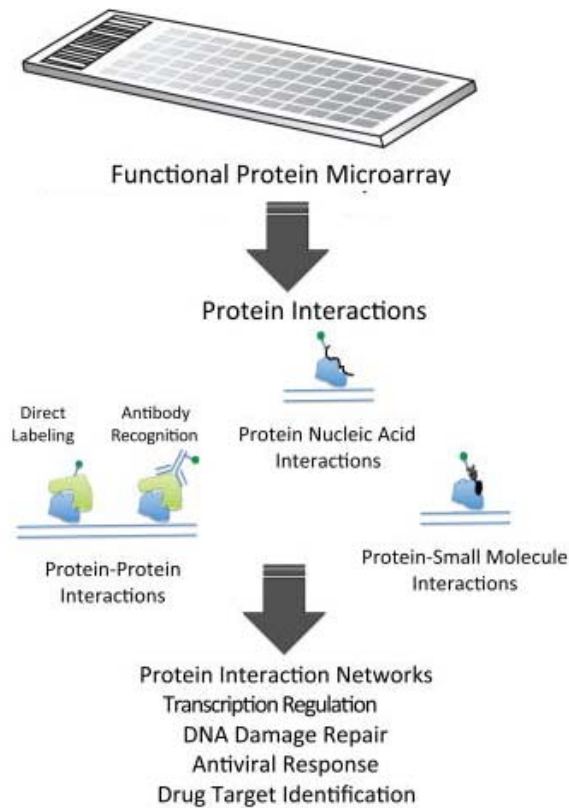 Functional Protein Microarray
Protein Interactions
Direct
Labeling
Antibody
Recognition
Protein Nucleic Acid
Interactions
Protein-Protein
Interactions
Protein-Small Molecule
Interactions
Protein Interaction Networks
Transcription Regulation
DNA Damage Repair
Antiviral Response
Drug Target Identification